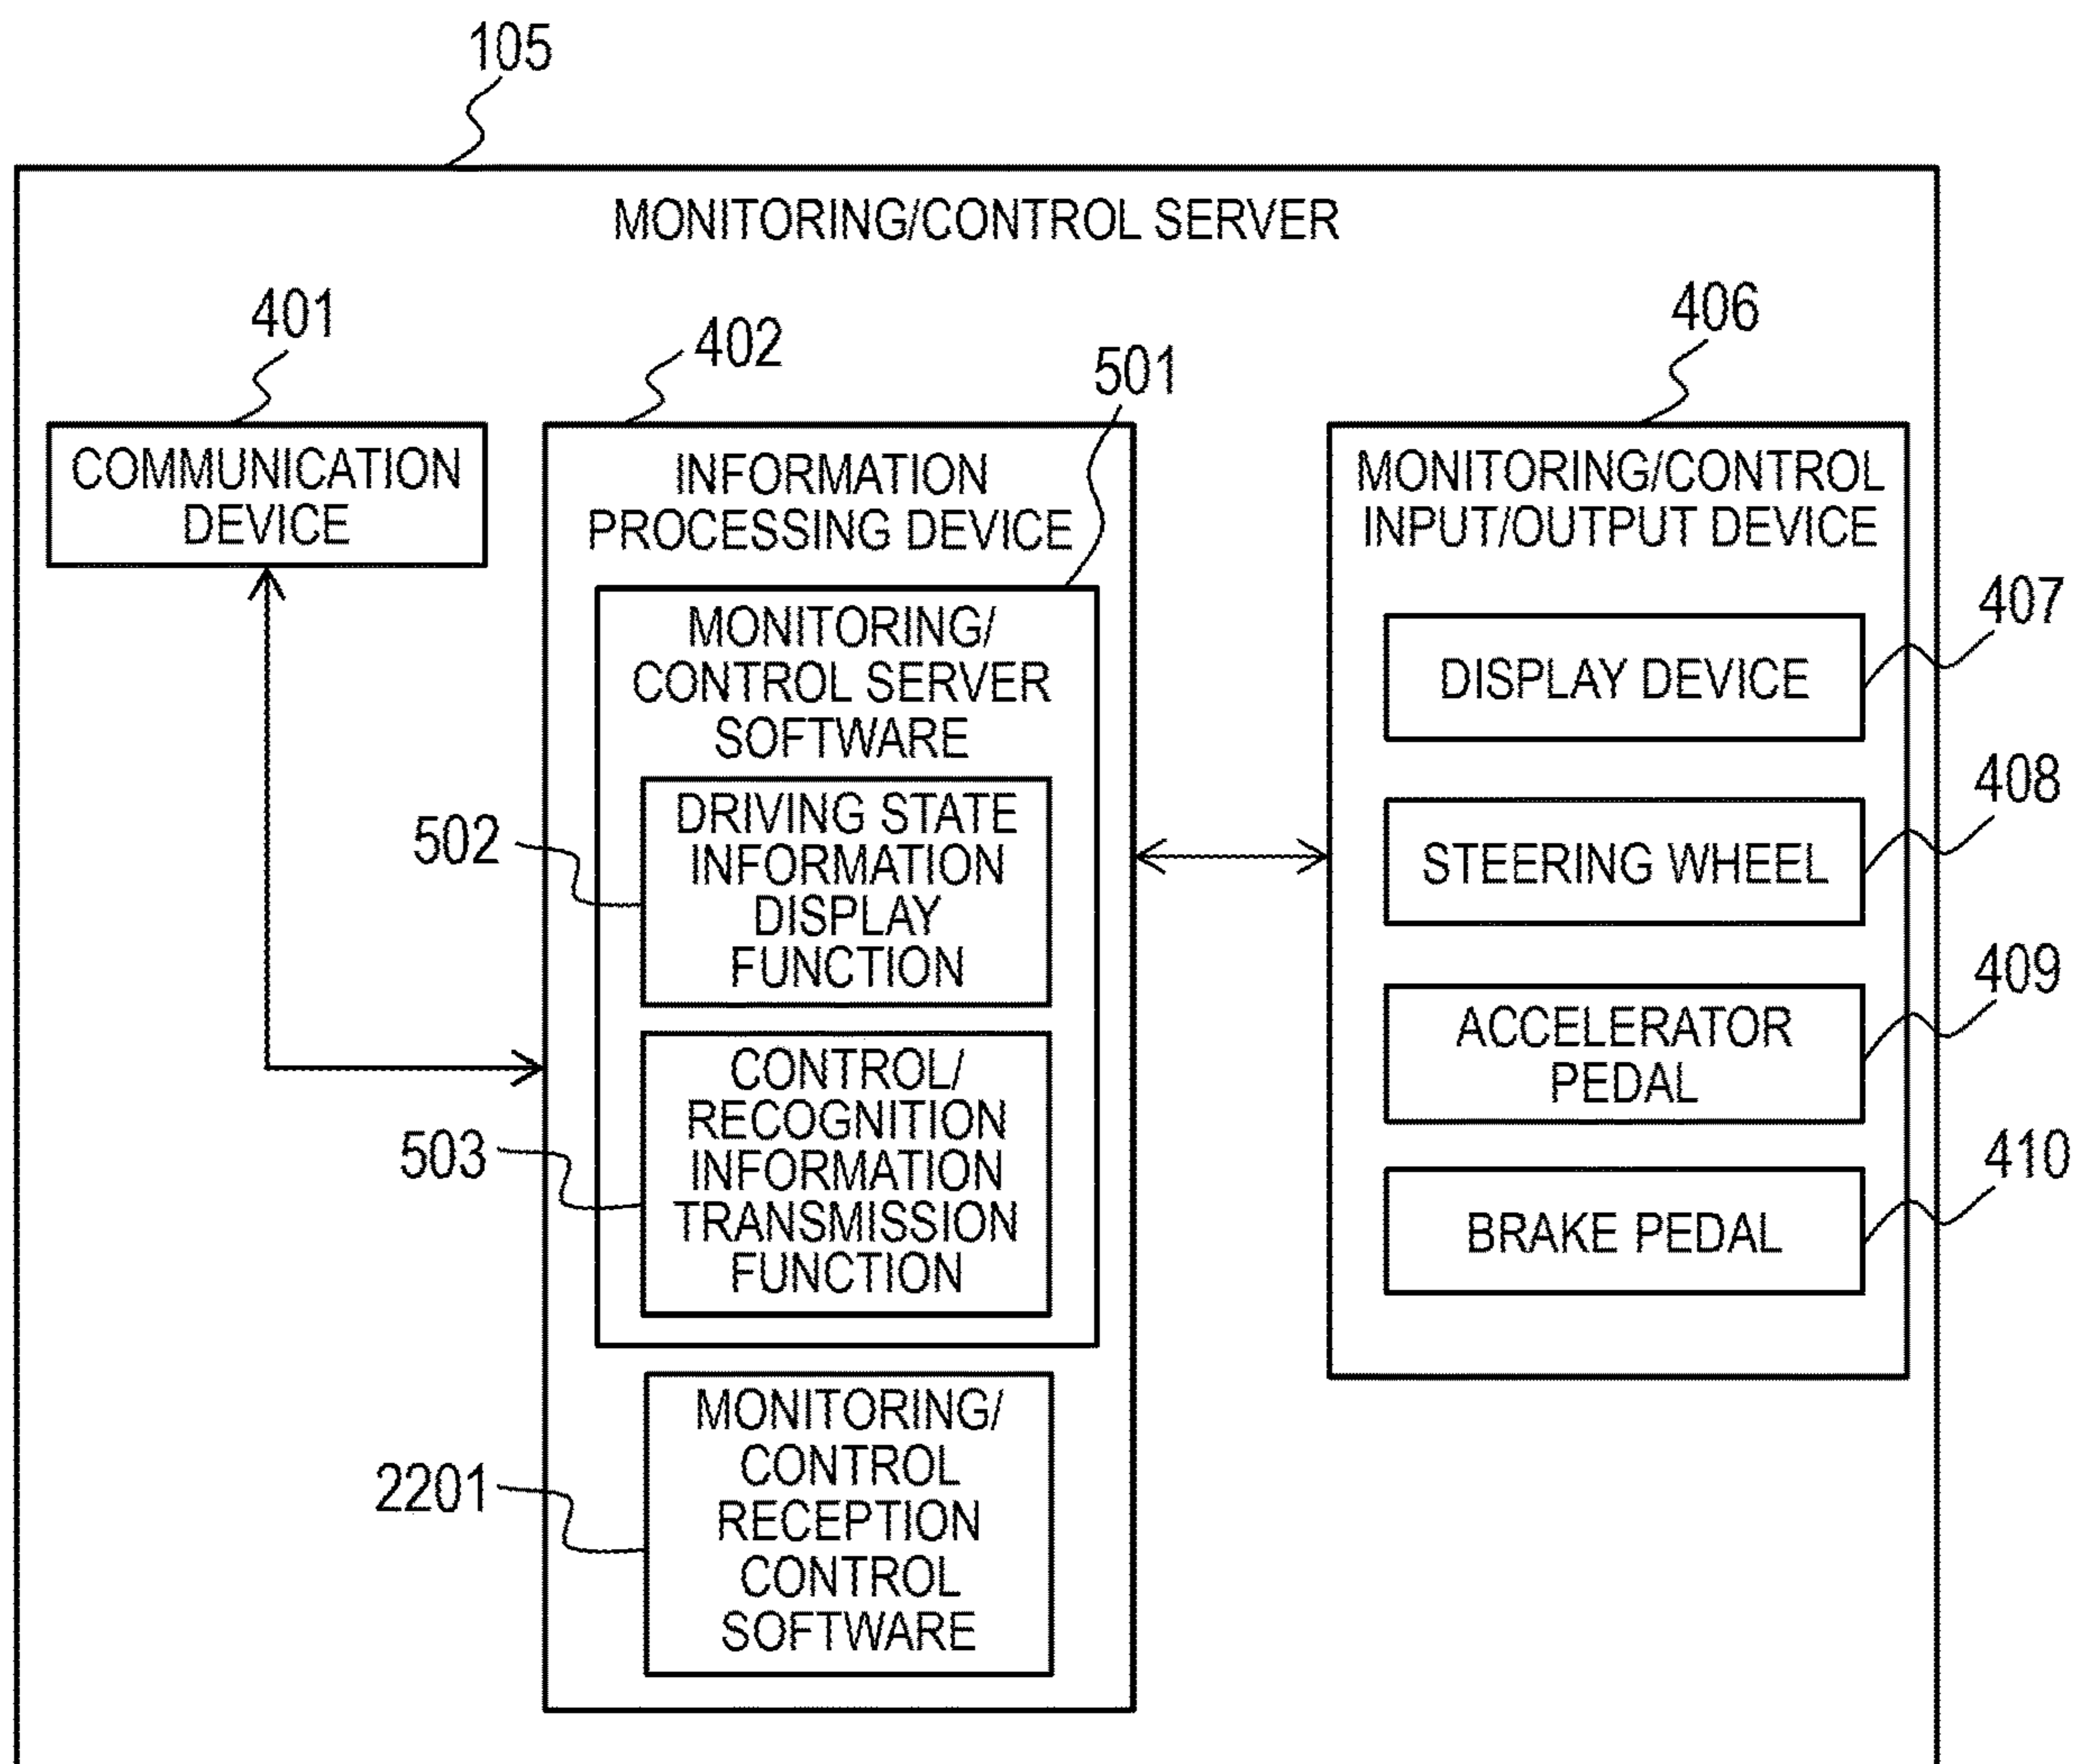 105
MONITORING/CONTROL SERVER
401
COMMUNICATION
DEVICE
402
INFORMATION
PROCESSING DEVICE
501
MONITORING/
CONTROL SERVER
SOFTWARE
502
DRIVING STATE
INFORMATION
DISPLAY
FUNCTION
503
CONTROL/
RECOGNITION
INFORMATION
TRANSMISSION
FUNCTION
2201
MONITORING/
CONTROL
RECEPTION
CONTROL
SOFTWARE
406
MONITORING/CONTROL
INPUT/OUTPUT DEVICE
407
DISPLAY DEVICE
408
STEERING WHEEL
409
ACCELERATOR
PEDAL
410
BRAKE PEDAL